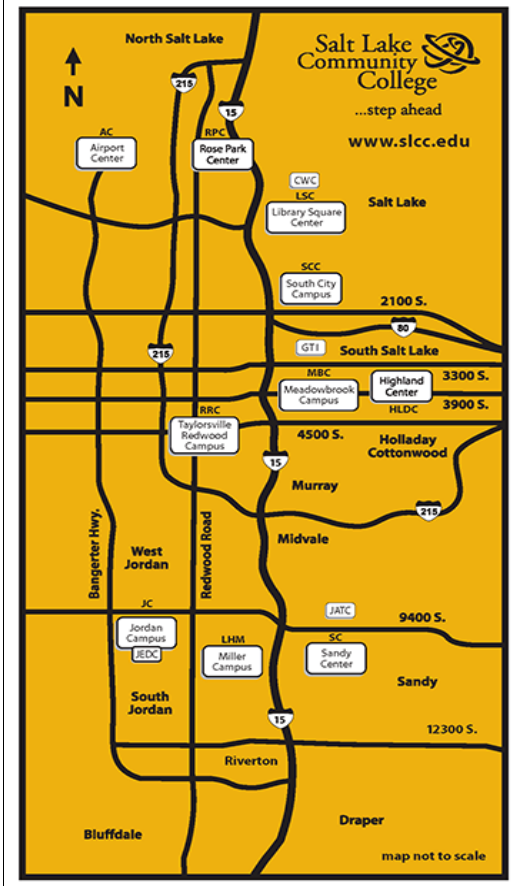 North Salt Lake
Salt Lake
Community
College
...step ahead
www.slcc.edu
N
215
15
AC
Airport
Center
RPC
Rose Park
Center
CWC
LSC
Library Square
Center
Salt Lake
SCC
South City
Campus
2100 S.
80
215
GTI
South Salt Lake
3300 S.
MBC
Meadowbrook
Campus
Highland
Center
HLDC
3900 S.
RRC
Taylorsville
Redwood
Campus
4500 S.
Holladay
Cottonwood
15
Murray
215
Midvale
Bangerter Hwy.
West
Jordan
Redwood Road
JC
Jordan
Campus
JEDC
JATC
9400 S.
LHM
Miller
Campus
SC
Sandy
Center
Sandy
South
Jordan
15
12300 S.
Riverton
Draper
Bluffdale
map not to scale